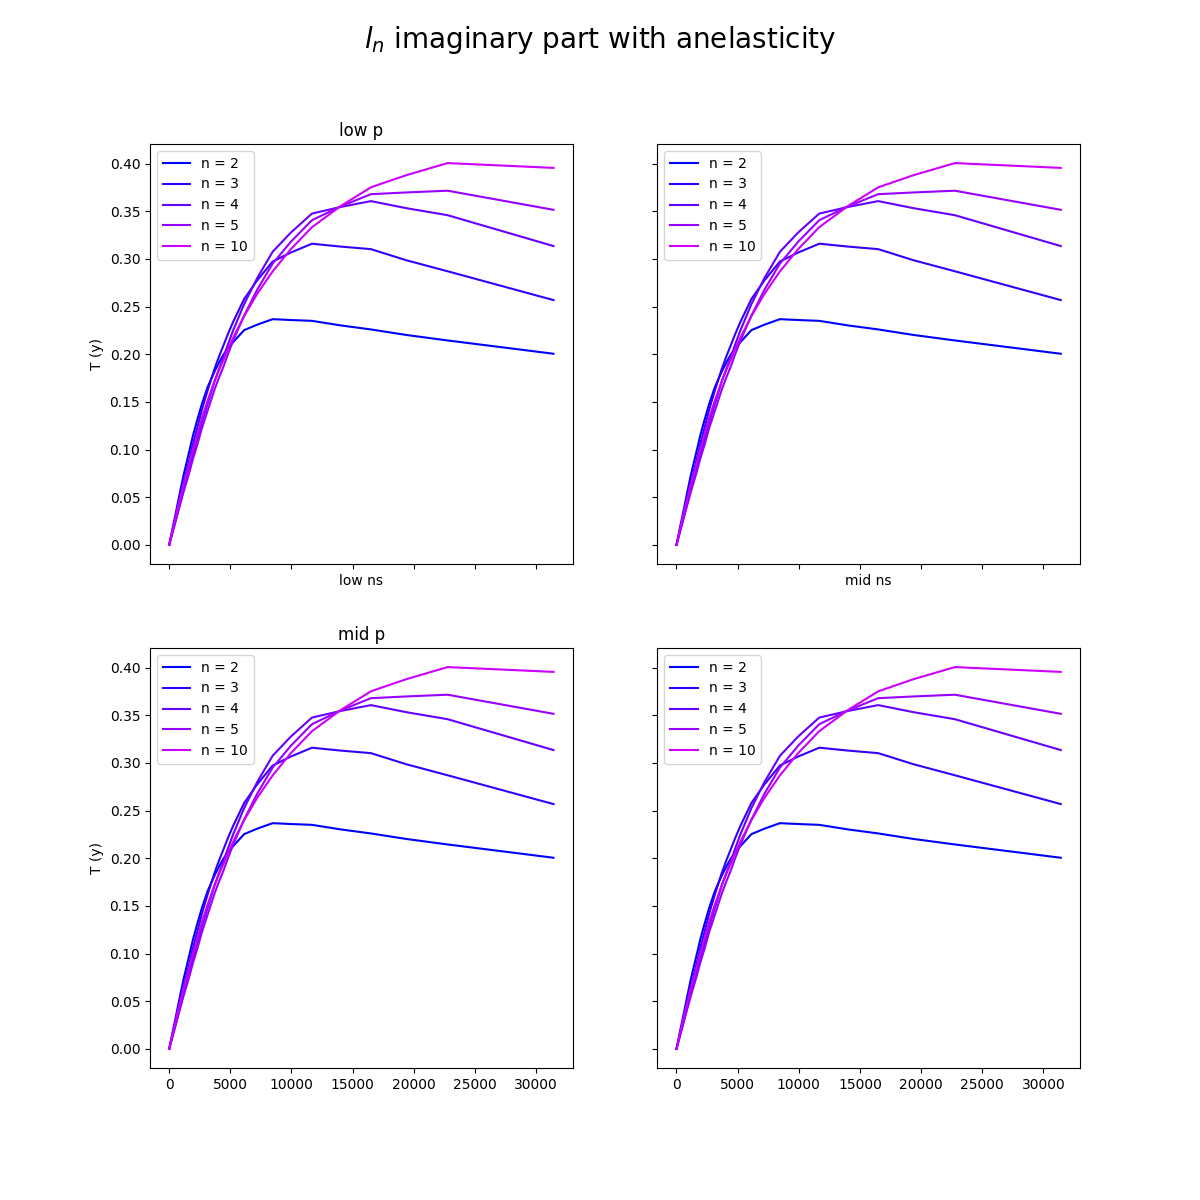 I_n imaginary part with anelasticity
low p
n = 2
n = 3
n = 4
n = 5
n = 10
0.40
0.35
0.30
0.25
0.20
0.15
0.10
0.05
0.00
T (y)
low ns
n = 2
n = 3
n = 4
n = 5
n = 10
mid ns
mid p
n = 2
n = 3
n = 4
n = 5
n = 10
0.40
0.35
0.30
0.25
0.20
0.15
0.10
0.05
0.00
T (y)
0 5000 10000 15000 20000 25000 30000
n = 2
n = 3
n = 4
n = 5
n = 10
0 5000 10000 15000 20000 25000 30000